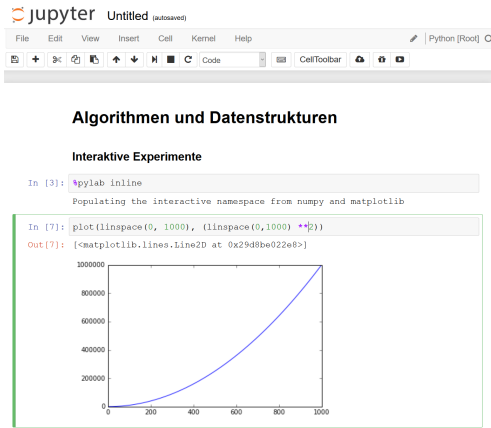 jupyter Untitled (autosaved)
File Edit View Insert Cell Kernel Help Python [Root]
Code CellToolbar
Algorithmen und Datenstrukturen
Interaktive Experimente
In [3]: %pylab inline
Populating the interactive namespace from numpy and matplotlib
In [7]: plot(linspace(0, 1000), (linspace(0,1000) **2))
Out[7]: [<matplotlib.lines.Line2D at 0x29d8be022e8>]
1000000
800000
600000
400000
200000
0
0 200 400 600 800 1000